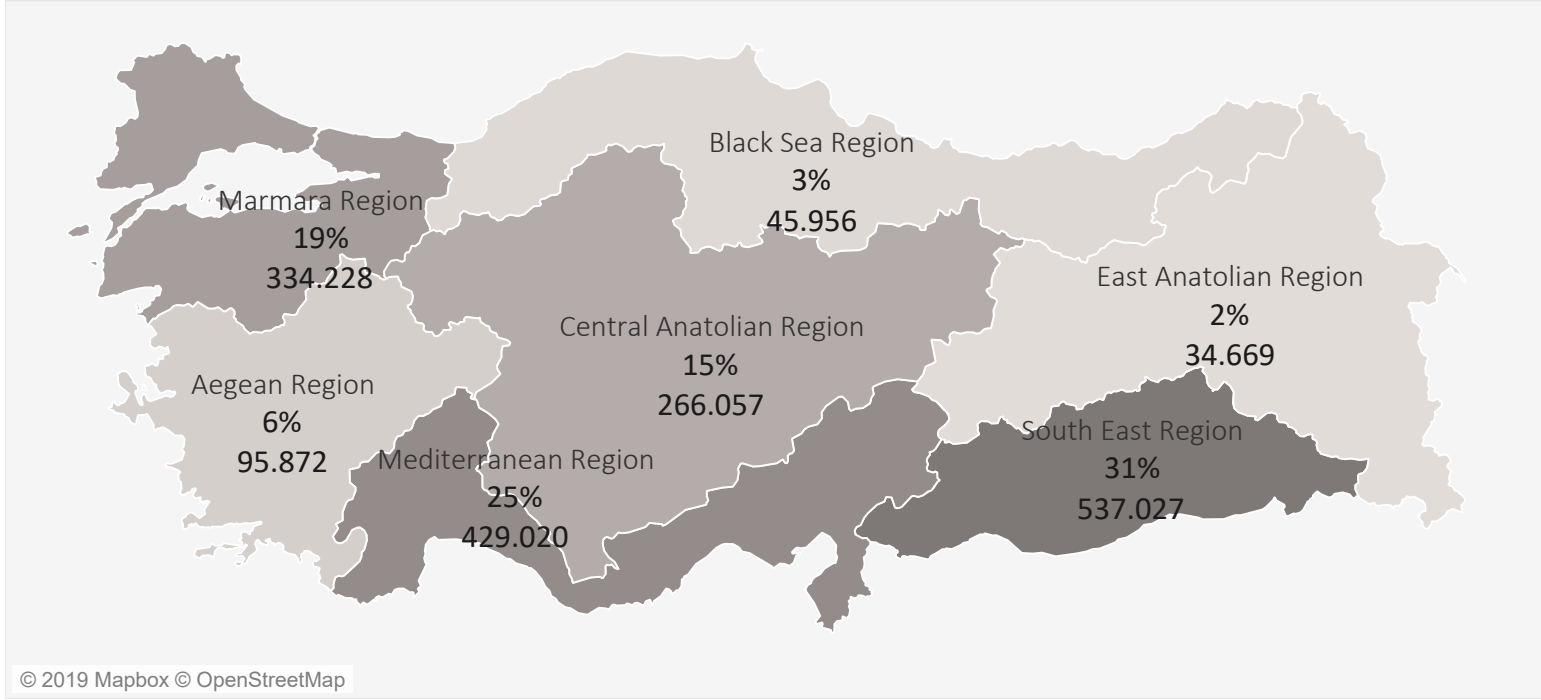 Black Sea Region
3%
45.956
Marmara Region
19%
334.228
East Anatolian Region
2%
34.669
Central Anatolian Region
15%
266.057
Aegean Region
6%
95.872
South East Region
31%
537.027
Mediterranean Region
25%
429.020
© 2019 Mapbox © OpenStreetMap